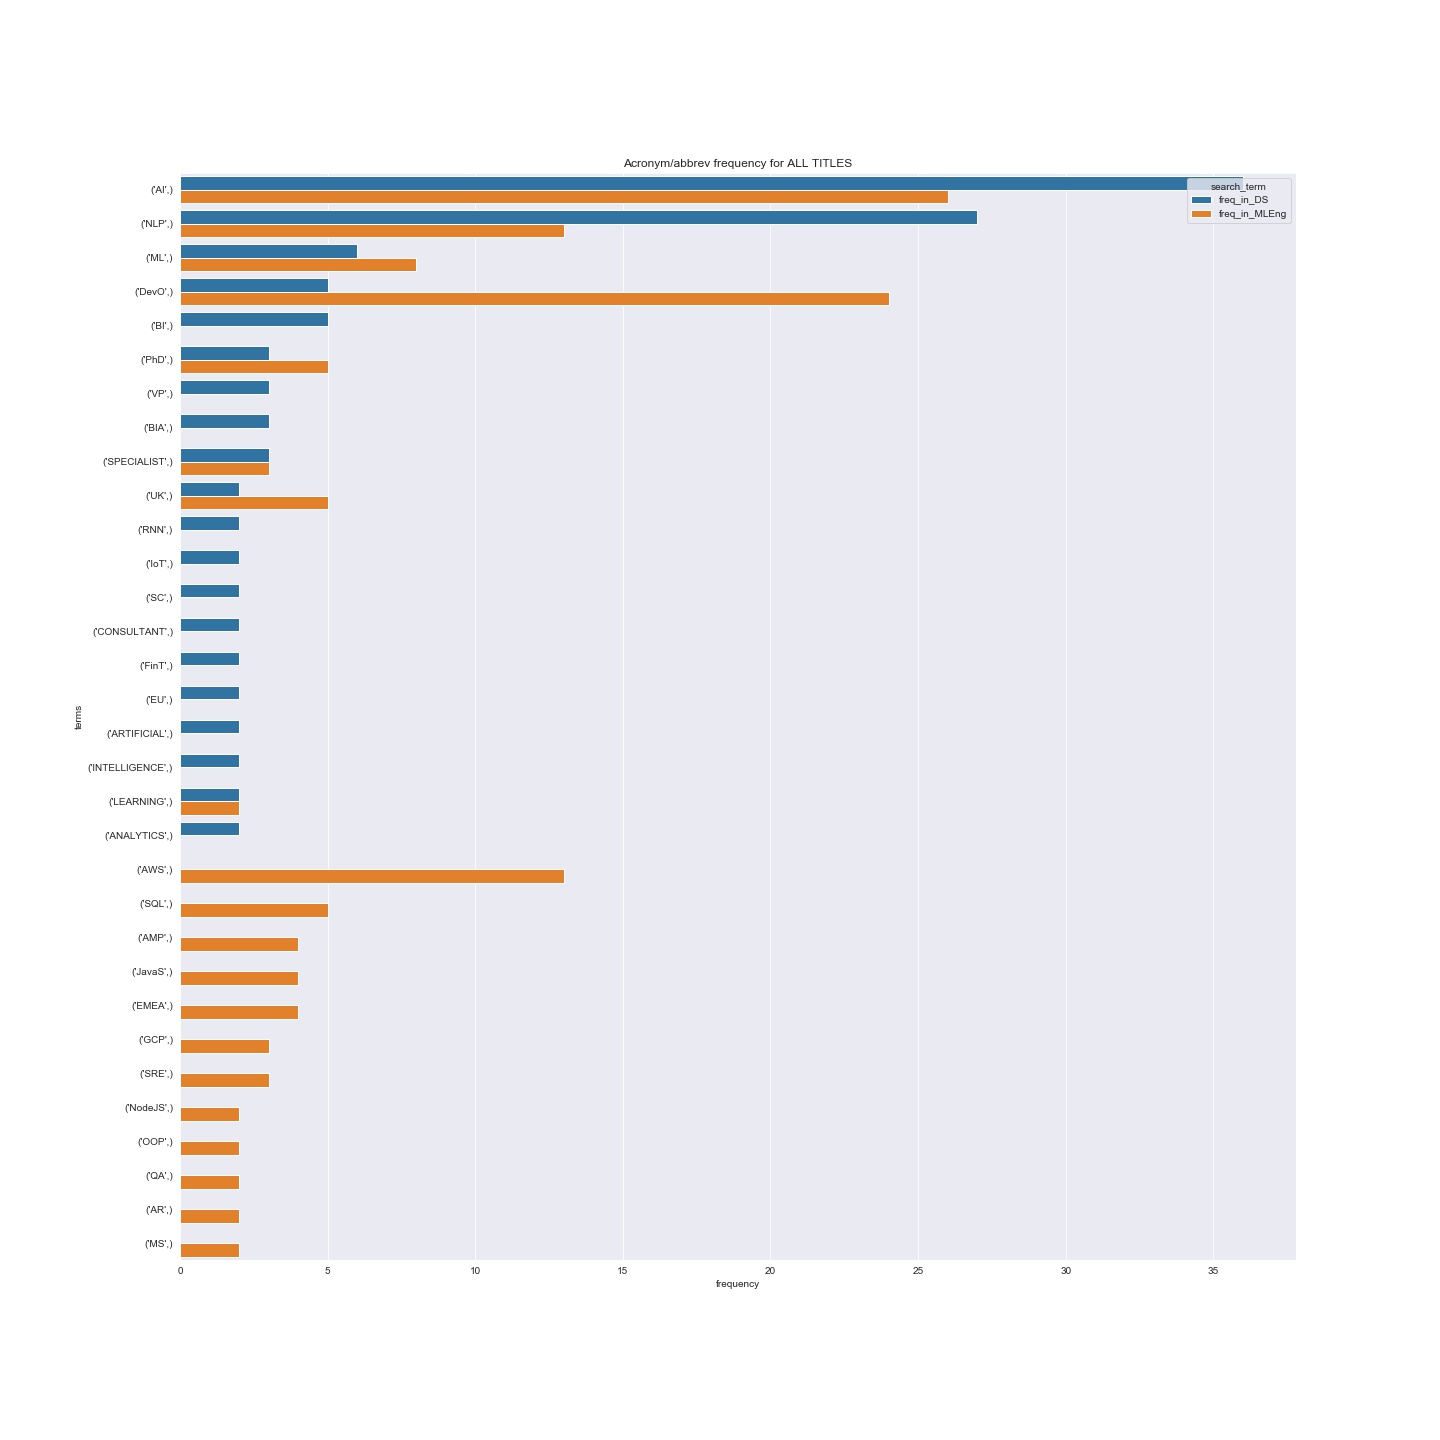 Acronym/abbrev frequency for ALL TITLES
search_term
freq_in_DS
freq_in_MLEng
('AI',)
('NLP',)
('ML',)
('DevO',)
('BI',)
('PhD',)
('VP',)
('BIA',)
('SPECIALIST',)
('UK',)
('RNN',)
('IoT',)
('SC',)
('CONSULTANT',)
('FinT',)
('EU',)
('ARTIFICIAL',)
('INTELLIGENCE',)
('LEARNING',)
('ANALYTICS',)
('AWS',)
('SQL',)
('AMP',)
('JavaS',)
('EMEA',)
('GCP',)
('SRE',)
('NodeJS',)
('OOP',)
('QA',)
('AR',)
('MS',)
terms
0 5 10 15 20 25 30 35
frequency